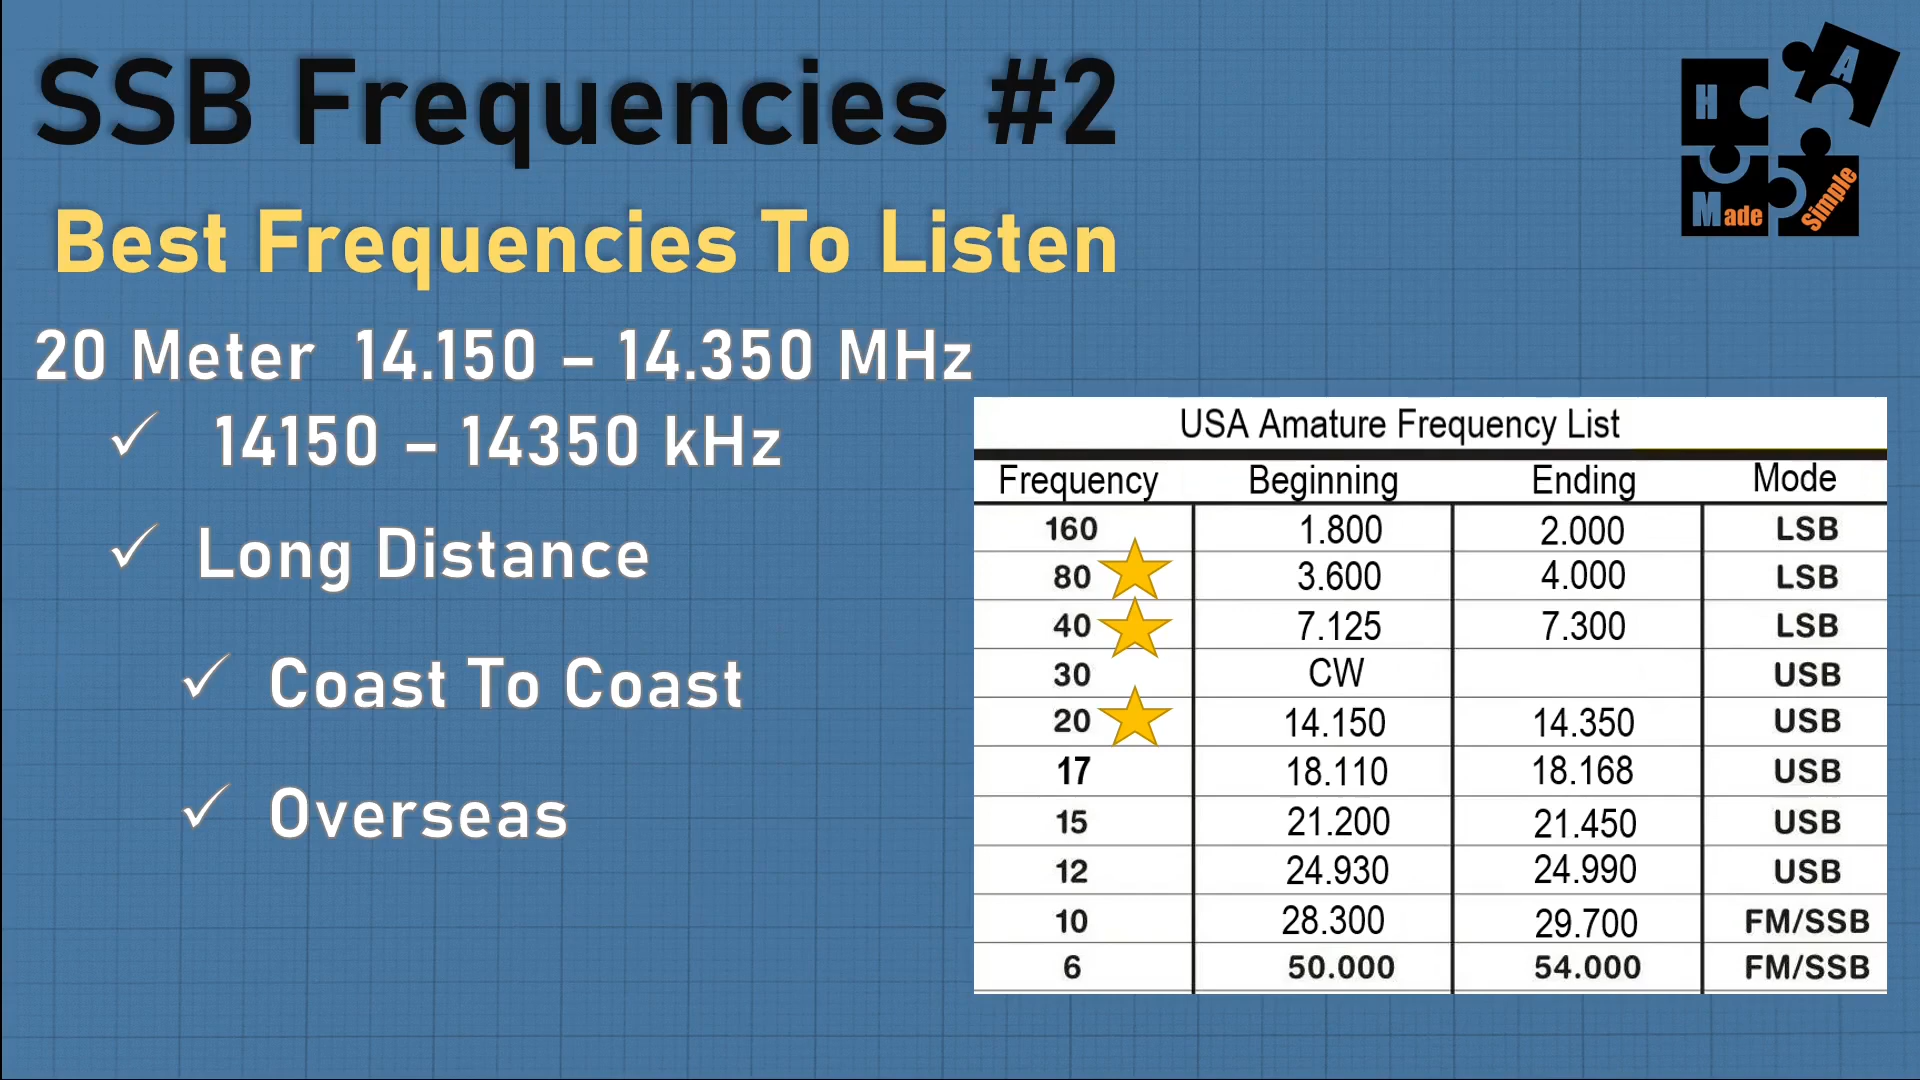 SSB Frequencies #2
H A
Made Simple
Best Frequencies To Listen
20 Meter 14.150 – 14.350 MHz
✓ 14150 – 14350 kHz
✓ Long Distance
✓ Coast To Coast
✓ Overseas
USA Amature Frequency List
Frequency Beginning Ending Mode
160 1.800 2.000 LSB
80 3.600 4.000 LSB
40 7.125 7.300 LSB
30 CW USB
20 14.150 14.350 USB
17 18.110 18.168 USB
15 21.200 21.450 USB
12 24.930 24.990 USB
10 28.300 29.700 FM/SSB
6 50.000 54.000 FM/SSB